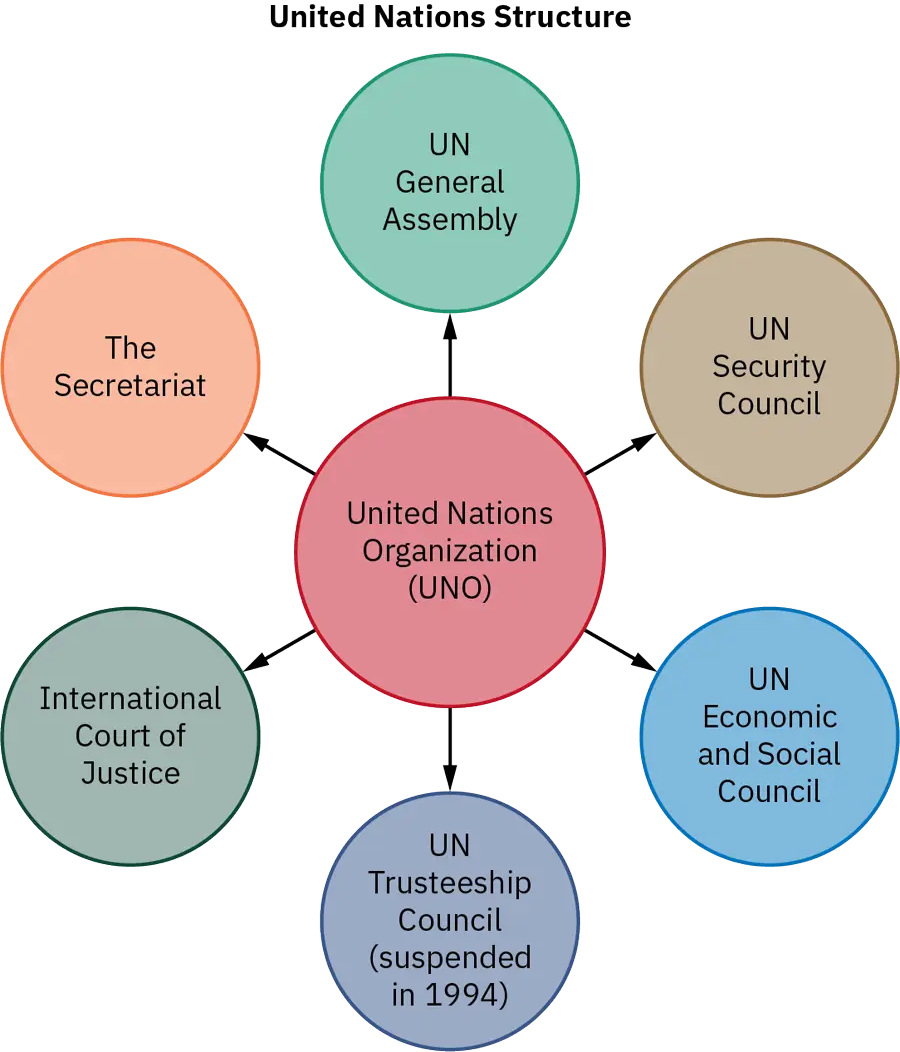 United Nations Structure
UN
General
Assembly
The
Secretariat
UN
Security
Council
United Nations
Organization
(UNO)
International
Court of
Justice
UN
Economic
and Social
Council
UN
Trusteeship
Council
(suspended
in 1994)